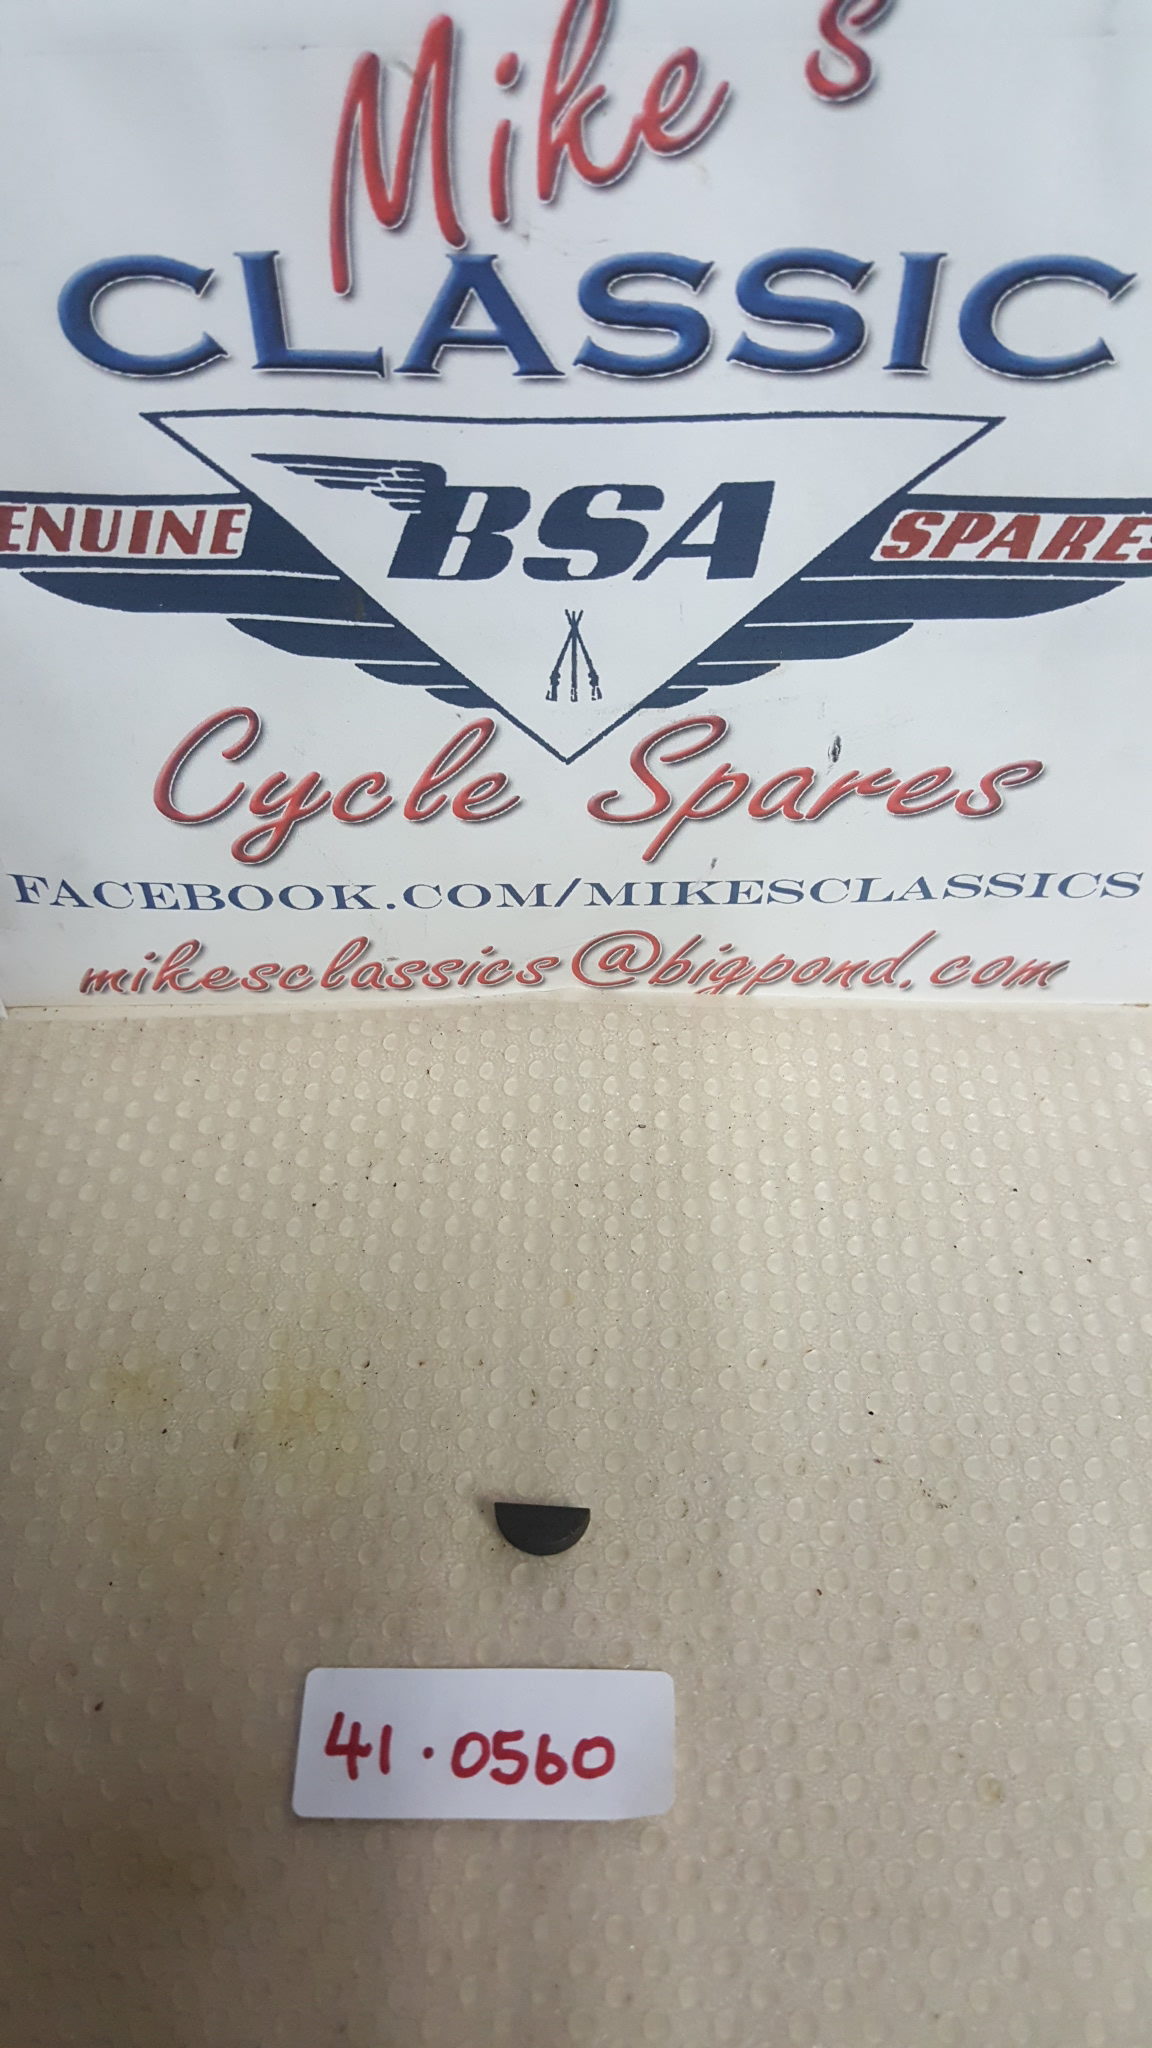 Mike's
CLASSIC
BSA
ENUINE SPARES
Cycle Spares
FACEBOOK.COM/MIKESCLASSICS
mikesclassics@bigpond.com
41.0560